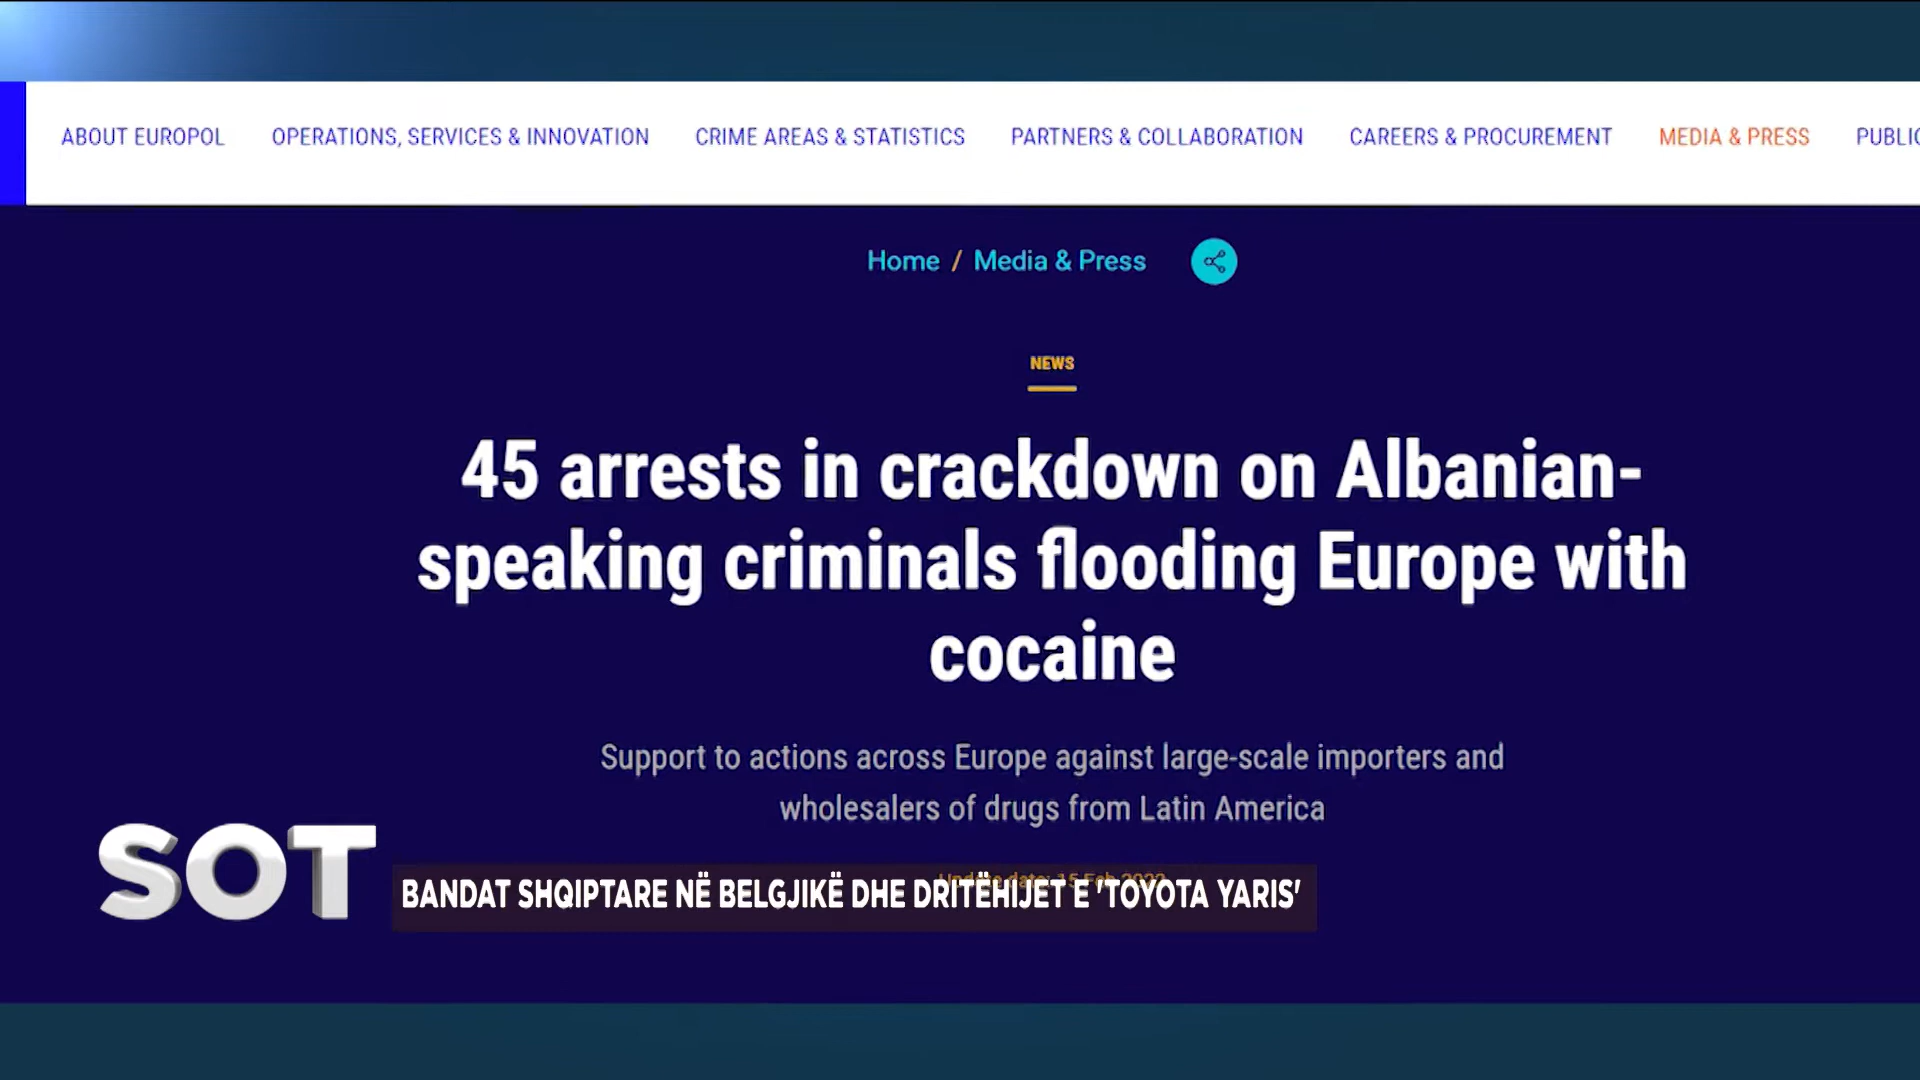 ABOUT EUROPOL OPERATIONS, SERVICES & INNOVATION CRIME AREAS & STATISTICS PARTNERS & COLLABORATION CAREERS & PROCUREMENT MEDIA & PRESS
Home / Media & Press
NEWS
45 arrests in crackdown on Albanian-
speaking criminals flooding Europe with
cocaine
Support to actions across Europe against large-scale importers and
wholesalers of drugs from Latin America
SOT
BANDAT SHQIPTARE NË BELGJIKË DHE DRITËHIJET E 'TOYOTA YARIS'